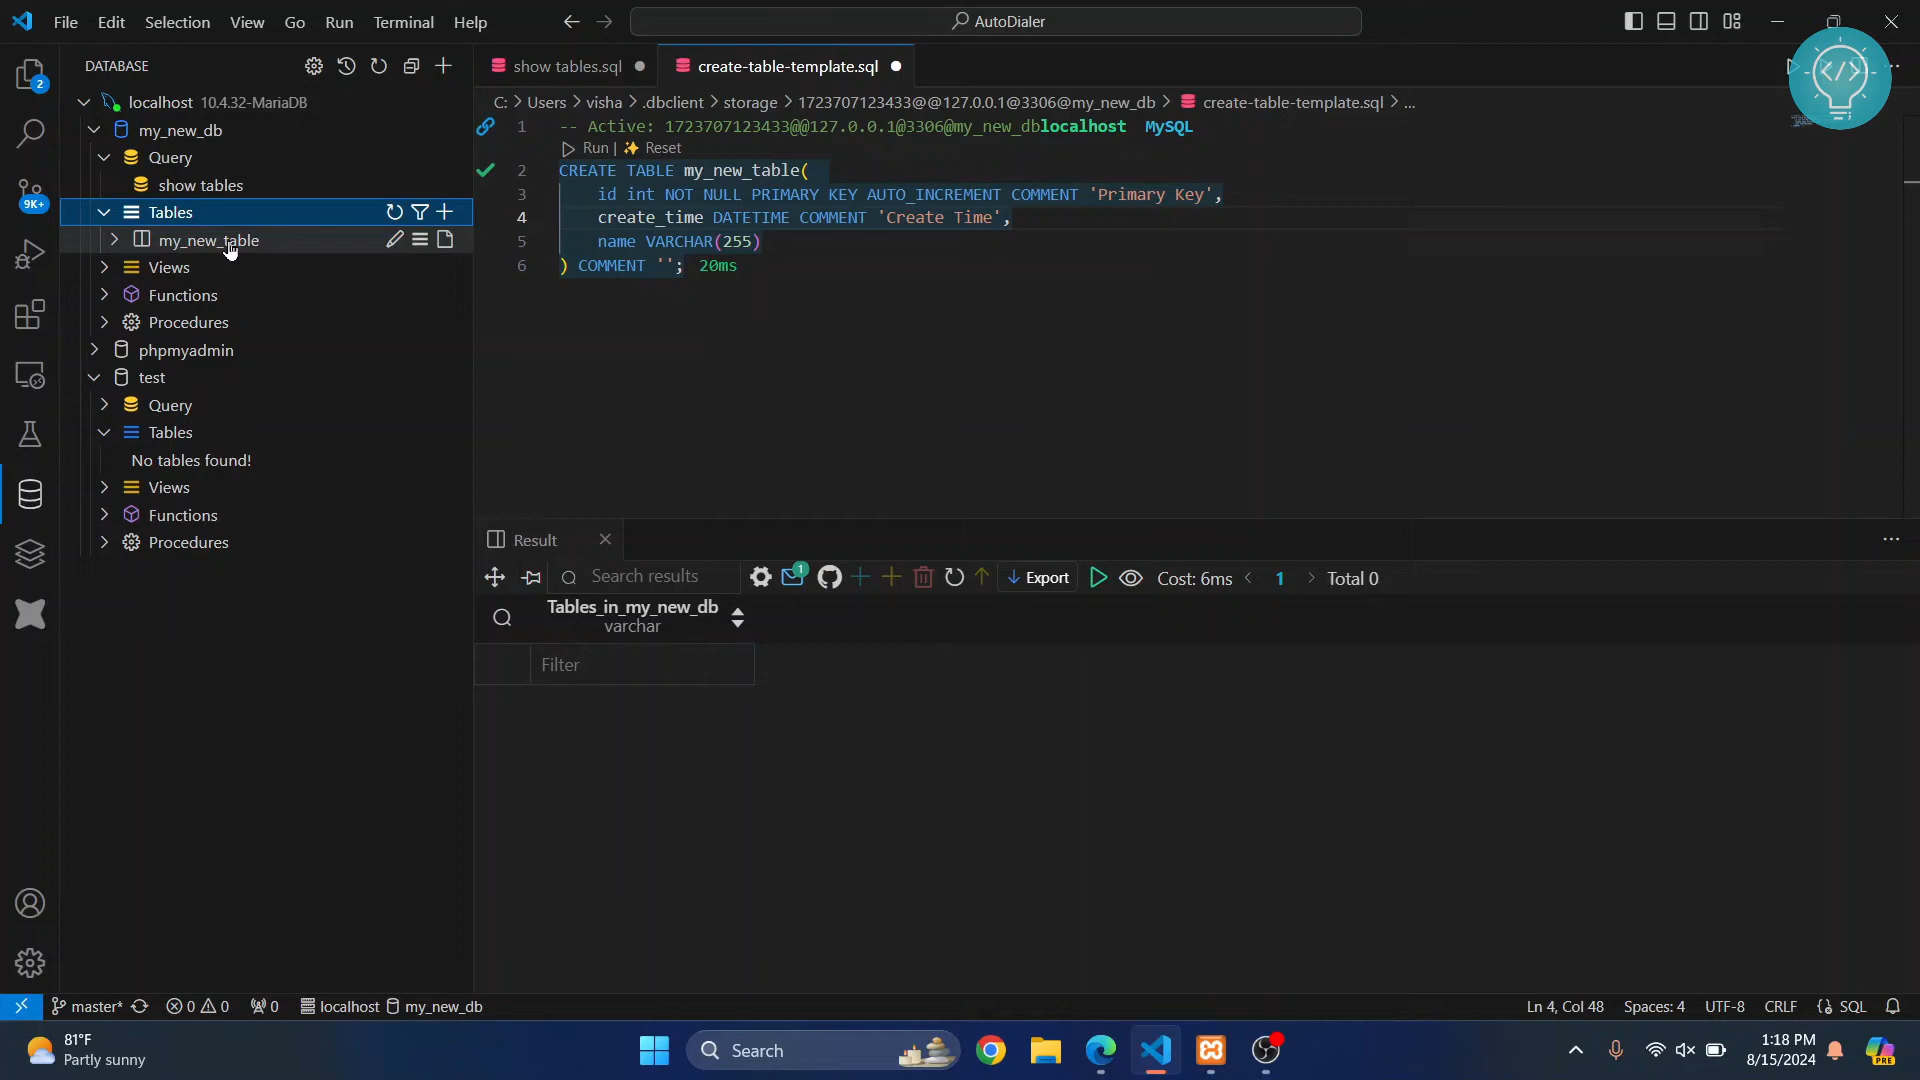 File Edit Selection View Go Run Terminal Help
AutoDialer
DATABASE
show tables.sql
create-table-template.sql
2
9K+
localhost 10.4.32-MariaDB
my_new_db
Query
show tables
Tables
my_new_table
Views
Functions
Procedures
phpmyadmin
test
Query
Tables
No tables found!
Views
Functions
Procedures
C: > Users > visha > .dbclient > storage > 1723707123433@@127.0.0.1@3306@my_new_db > create-table-template.sql > ...
1 -- Active: 1723707123433@@127.0.0.1@3306@my_new_dblocalhost MySQL
Run | Reset
2 CREATE TABLE my_new_table(
3 id int NOT NULL PRIMARY KEY AUTO_INCREMENT COMMENT 'Primary Key',
4 create_time DATETIME COMMENT 'Create Time',
5 name VARCHAR(255)
6 ) COMMENT ''; 20ms
Result
Search results
1
Export
Cost: 6ms < 1 > Total 0
Tables_in_my_new_db
varchar
Filter
master* 0 0 0 localhost my_new_db
Ln 4, Col 48 Spaces: 4 UTF-8 CRLF SQL
81°F
Partly sunny
Search
1:18 PM
8/15/2024
PRE